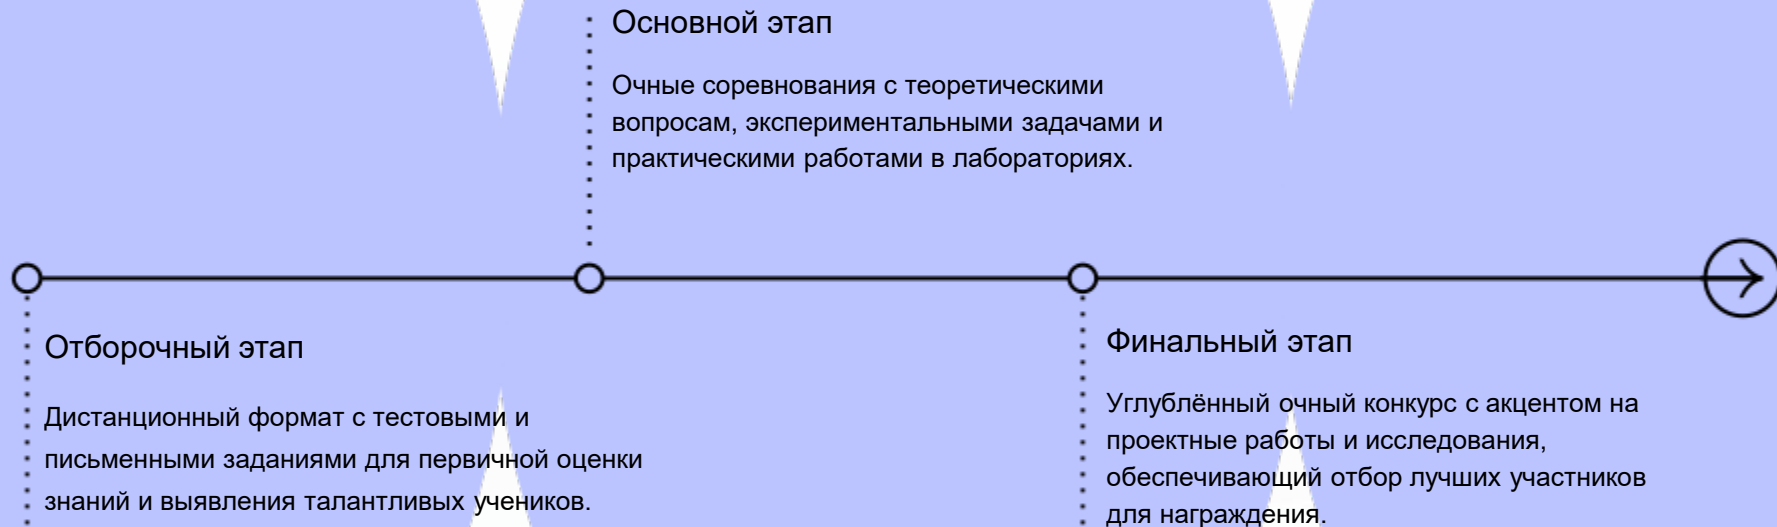 Основной этап
Очные соревнования с теоретическими
вопросам, экспериментальными задачами и
практическими работами в лабораториях.
Отборочный этап
Дистанционный формат с тестовыми и
письменными заданиями для первичной оценки
знаний и выявления талантливых учеников.
Финальный этап
Углублённый очный конкурс с акцентом на
проектные работы и исследования,
обеспечивающий отбор лучших участников
для награждения.